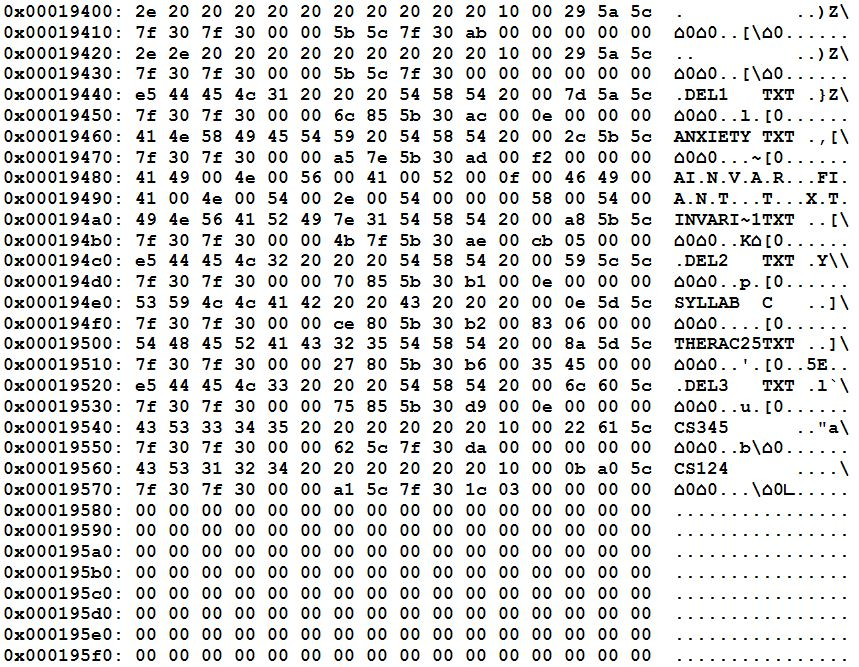 0x00019400: 2e 20 20 20 20 20 20 20 20 20 20 10 00 29 5a 5c  .          ..)Z\
0x00019410: 7f 30 7f 30 00 00 5b 5c 7f 30 ab 00 00 00 00 00  ⌂0⌂0..[\⌂0......
0x00019420: 2e 2e 20 20 20 20 20 20 20 20 20 10 00 29 5a 5c  ..         ..)Z\
0x00019430: 7f 30 7f 30 00 00 5b 5c 7f 30 00 00 00 00 00 00  ⌂0⌂0..[\⌂0......
0x00019440: e5 44 45 4c 31 20 20 20 54 58 54 20 00 7d 5a 5c  .DEL1   TXT .}Z\
0x00019450: 7f 30 7f 30 00 00 6c 85 5b 30 ac 00 0e 00 00 00  ⌂0⌂0..l.[0......
0x00019460: 41 4e 58 49 45 54 59 20 54 58 54 20 00 2c 5b 5c  ANXIETY TXT .,[\
0x00019470: 7f 30 7f 30 00 00 a5 7e 5b 30 ad 00 f2 00 00 00  ⌂0⌂0...~[0......
0x00019480: 41 49 00 4e 00 56 00 41 00 52 00 0f 00 46 49 00  AI.N.V.A.R...FI.
0x00019490: 41 00 4e 00 54 00 2e 00 54 00 00 00 58 00 54 00  A.N.T...T...X.T.
0x000194a0: 49 4e 56 41 52 49 7e 31 54 58 54 20 00 a8 5b 5c  INVARI~1TXT ..[\
0x000194b0: 7f 30 7f 30 00 00 4b 7f 5b 30 ae 00 cb 05 00 00  ⌂0⌂0..K⌂[0......
0x000194c0: e5 44 45 4c 32 20 20 20 54 58 54 20 00 59 5c 5c  .DEL2   TXT .Y\\
0x000194d0: 7f 30 7f 30 00 00 70 85 5b 30 b1 00 0e 00 00 00  ⌂0⌂0..p.[0......
0x000194e0: 53 59 4c 4c 41 42 20 20 43 20 20 20 00 0e 5d 5c  SYLLAB  C   ..]\
0x000194f0: 7f 30 7f 30 00 00 ce 80 5b 30 b2 00 83 06 00 00  ⌂0⌂0....[0......
0x00019500: 54 48 45 52 41 43 32 35 54 58 54 20 00 8a 5d 5c  THERAC25TXT ..]\
0x00019510: 7f 30 7f 30 00 00 27 80 5b 30 b6 00 35 45 00 00  ⌂0⌂0..'.[0..5E..
0x00019520: e5 44 45 4c 33 20 20 20 54 58 54 20 00 6c 60 5c  .DEL3   TXT .l`\
0x00019530: 7f 30 7f 30 00 00 75 85 5b 30 d9 00 0e 00 00 00  ⌂0⌂0..u.[0......
0x00019540: 43 53 33 34 35 20 20 20 20 20 20 10 00 22 61 5c  CS345      .."a\
0x00019550: 7f 30 7f 30 00 00 62 5c 7f 30 da 00 00 00 00 00  ⌂0⌂0..b\⌂0......
0x00019560: 43 53 31 32 34 20 20 20 20 20 20 10 00 0b a0 5c  CS124      ....\
0x00019570: 7f 30 7f 30 00 00 a1 5c 7f 30 1c 03 00 00 00 00  ⌂0⌂0...\⌂0∟.....
0x00019580: 00 00 00 00 00 00 00 00 00 00 00 00 00 00 00 00  ................
0x00019590: 00 00 00 00 00 00 00 00 00 00 00 00 00 00 00 00  ................
0x000195a0: 00 00 00 00 00 00 00 00 00 00 00 00 00 00 00 00  ................
0x000195b0: 00 00 00 00 00 00 00 00 00 00 00 00 00 00 00 00  ................
0x000195c0: 00 00 00 00 00 00 00 00 00 00 00 00 00 00 00 00  ................
0x000195d0: 00 00 00 00 00 00 00 00 00 00 00 00 00 00 00 00  ................
0x000195e0: 00 00 00 00 00 00 00 00 00 00 00 00 00 00 00 00  ................
0x000195f0: 00 00 00 00 00 00 00 00 00 00 00 00 00 00 00 00  ................